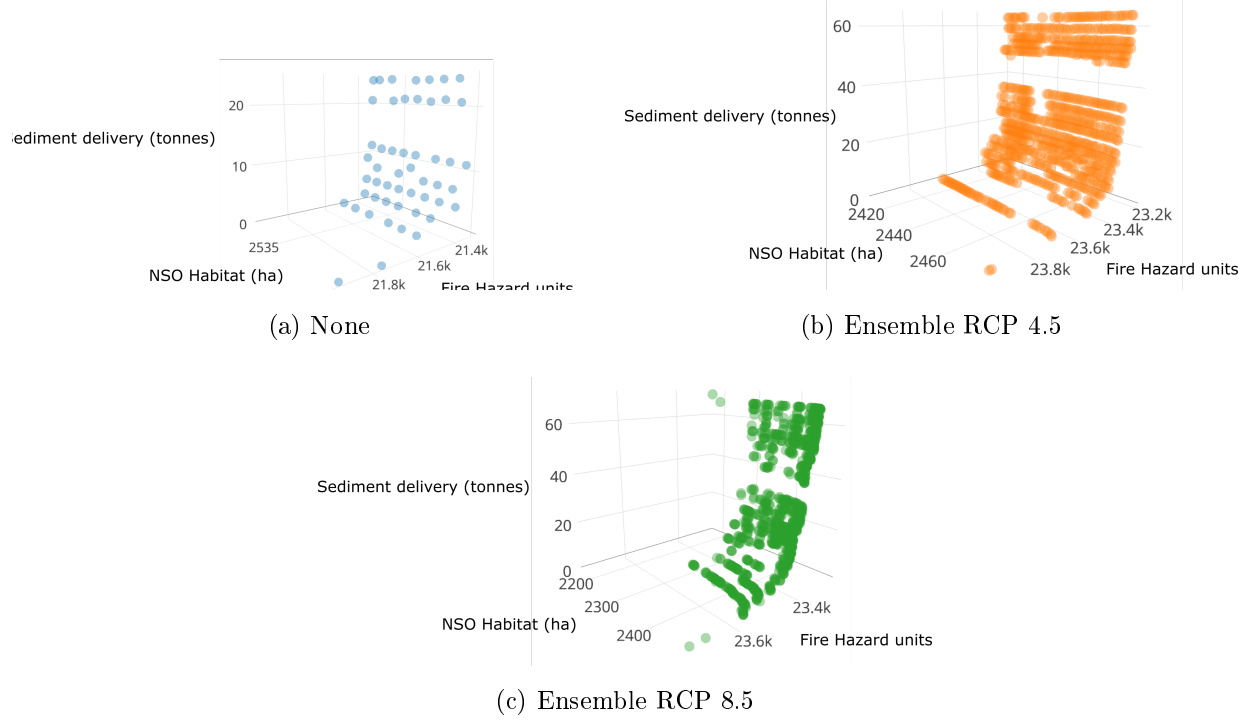 20
Sediment delivery (tonnes)
10
0
2535
21.4k
21.6k
NSO Habitat (ha)
21.8k
Fire Hazard units
(a) None
60
40
Sediment delivery (tonnes)
20
0
2420
23.2k
2440
23.4k
23.6k
NSO Habitat (ha)
2460
23.8k
Fire Hazard units
(b) Ensemble RCP 4.5
60
40
Sediment delivery (tonnes)
20
0
2200
2300
23.4k
NSO Habitat (ha)
2400
23.6k
Fire Hazard units
(c) Ensemble RCP 8.5